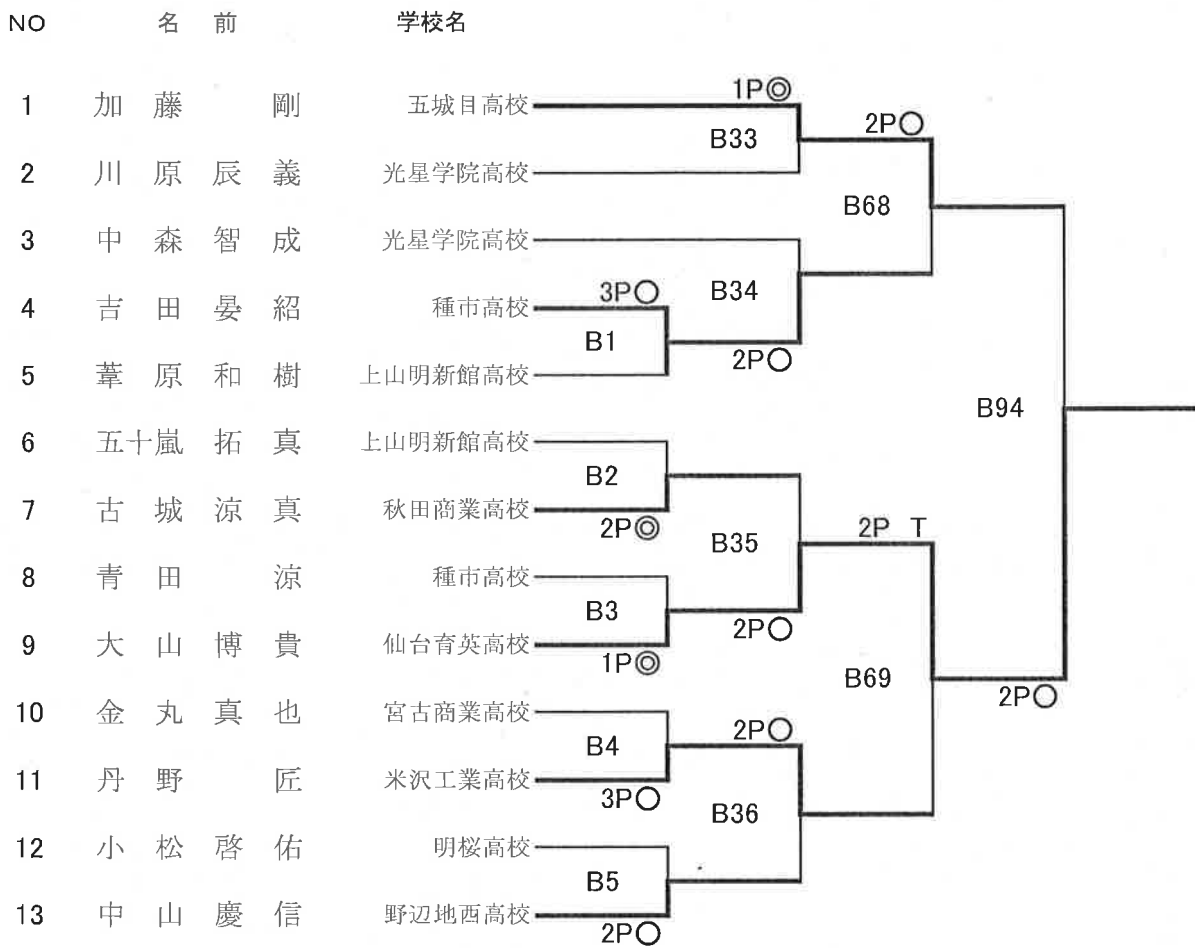 NO 名 前 学校名
1P◎
1 加 藤 剛 五城目高校
2P○
B33
2 川 原 辰 義 光星学院高校
B68
3 中 森 智 成 光星学院高校
3P○ B34
4 吉 田 晏 紹 種市高校
B1
2P○
5 葦 原 和 樹 上山明新館高校
B94
6 五十嵐 拓 真 上山明新館高校
B2
7 古 城 涼 真 秋田商業高校
2P◎ B35 2P T
8 青 田 涼 種市高校
B3
2P○
9 大 山 博 貴 仙台育英高校
1P◎ B69
2P○
10 金 丸 真 也 宮古商業高校
2P○
B4
11 丹 野 匠 米沢工業高校
3P○ B36
12 小 松 啓 佑 明桜高校
B5
13 中 山 慶 信 野辺地西高校
2P○